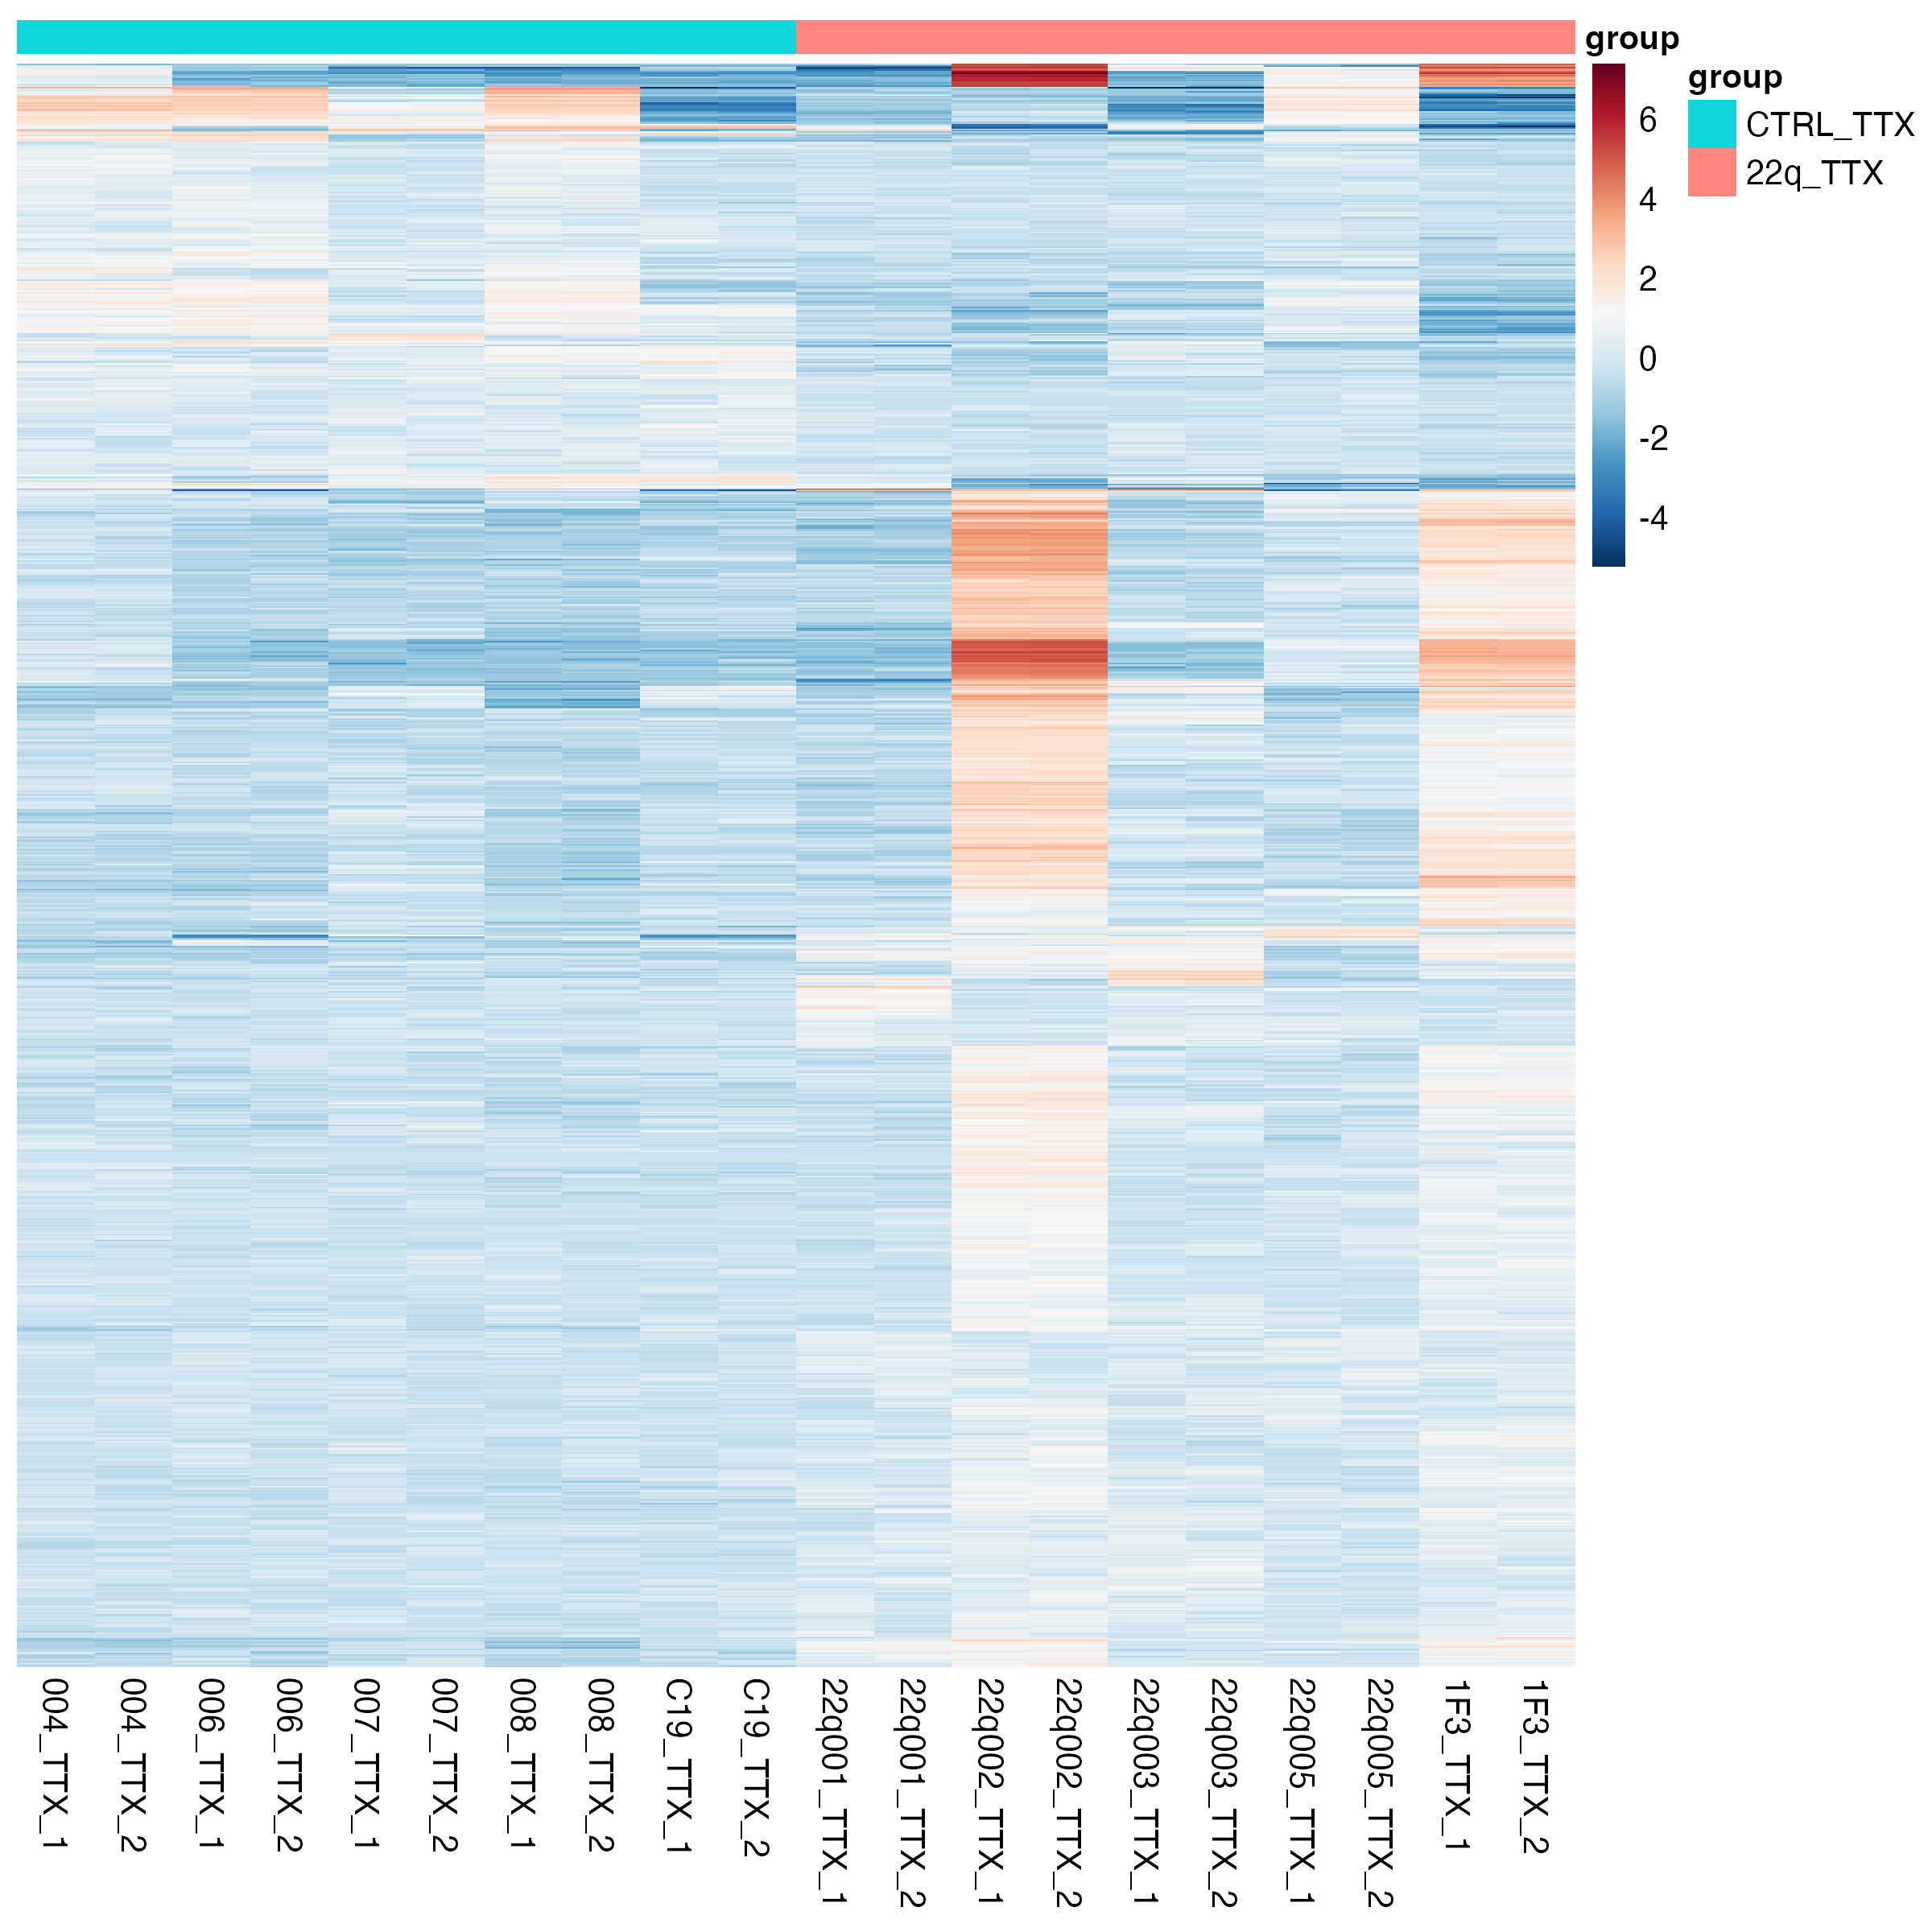 group
6
4
2
0
-2
-4
group
CTRL_TTX
22q_TTX
004_TTX_1
004_TTX_2
006_TTX_1
006_TTX_2
007_TTX_1
007_TTX_2
008_TTX_1
008_TTX_2
C19_TTX_1
C19_TTX_2
22q001_TTX_1
22q001_TTX_2
22q002_TTX_1
22q002_TTX_2
22q003_TTX_1
22q003_TTX_2
22q005_TTX_1
22q005_TTX_2
1F3_TTX_1
1F3_TTX_2